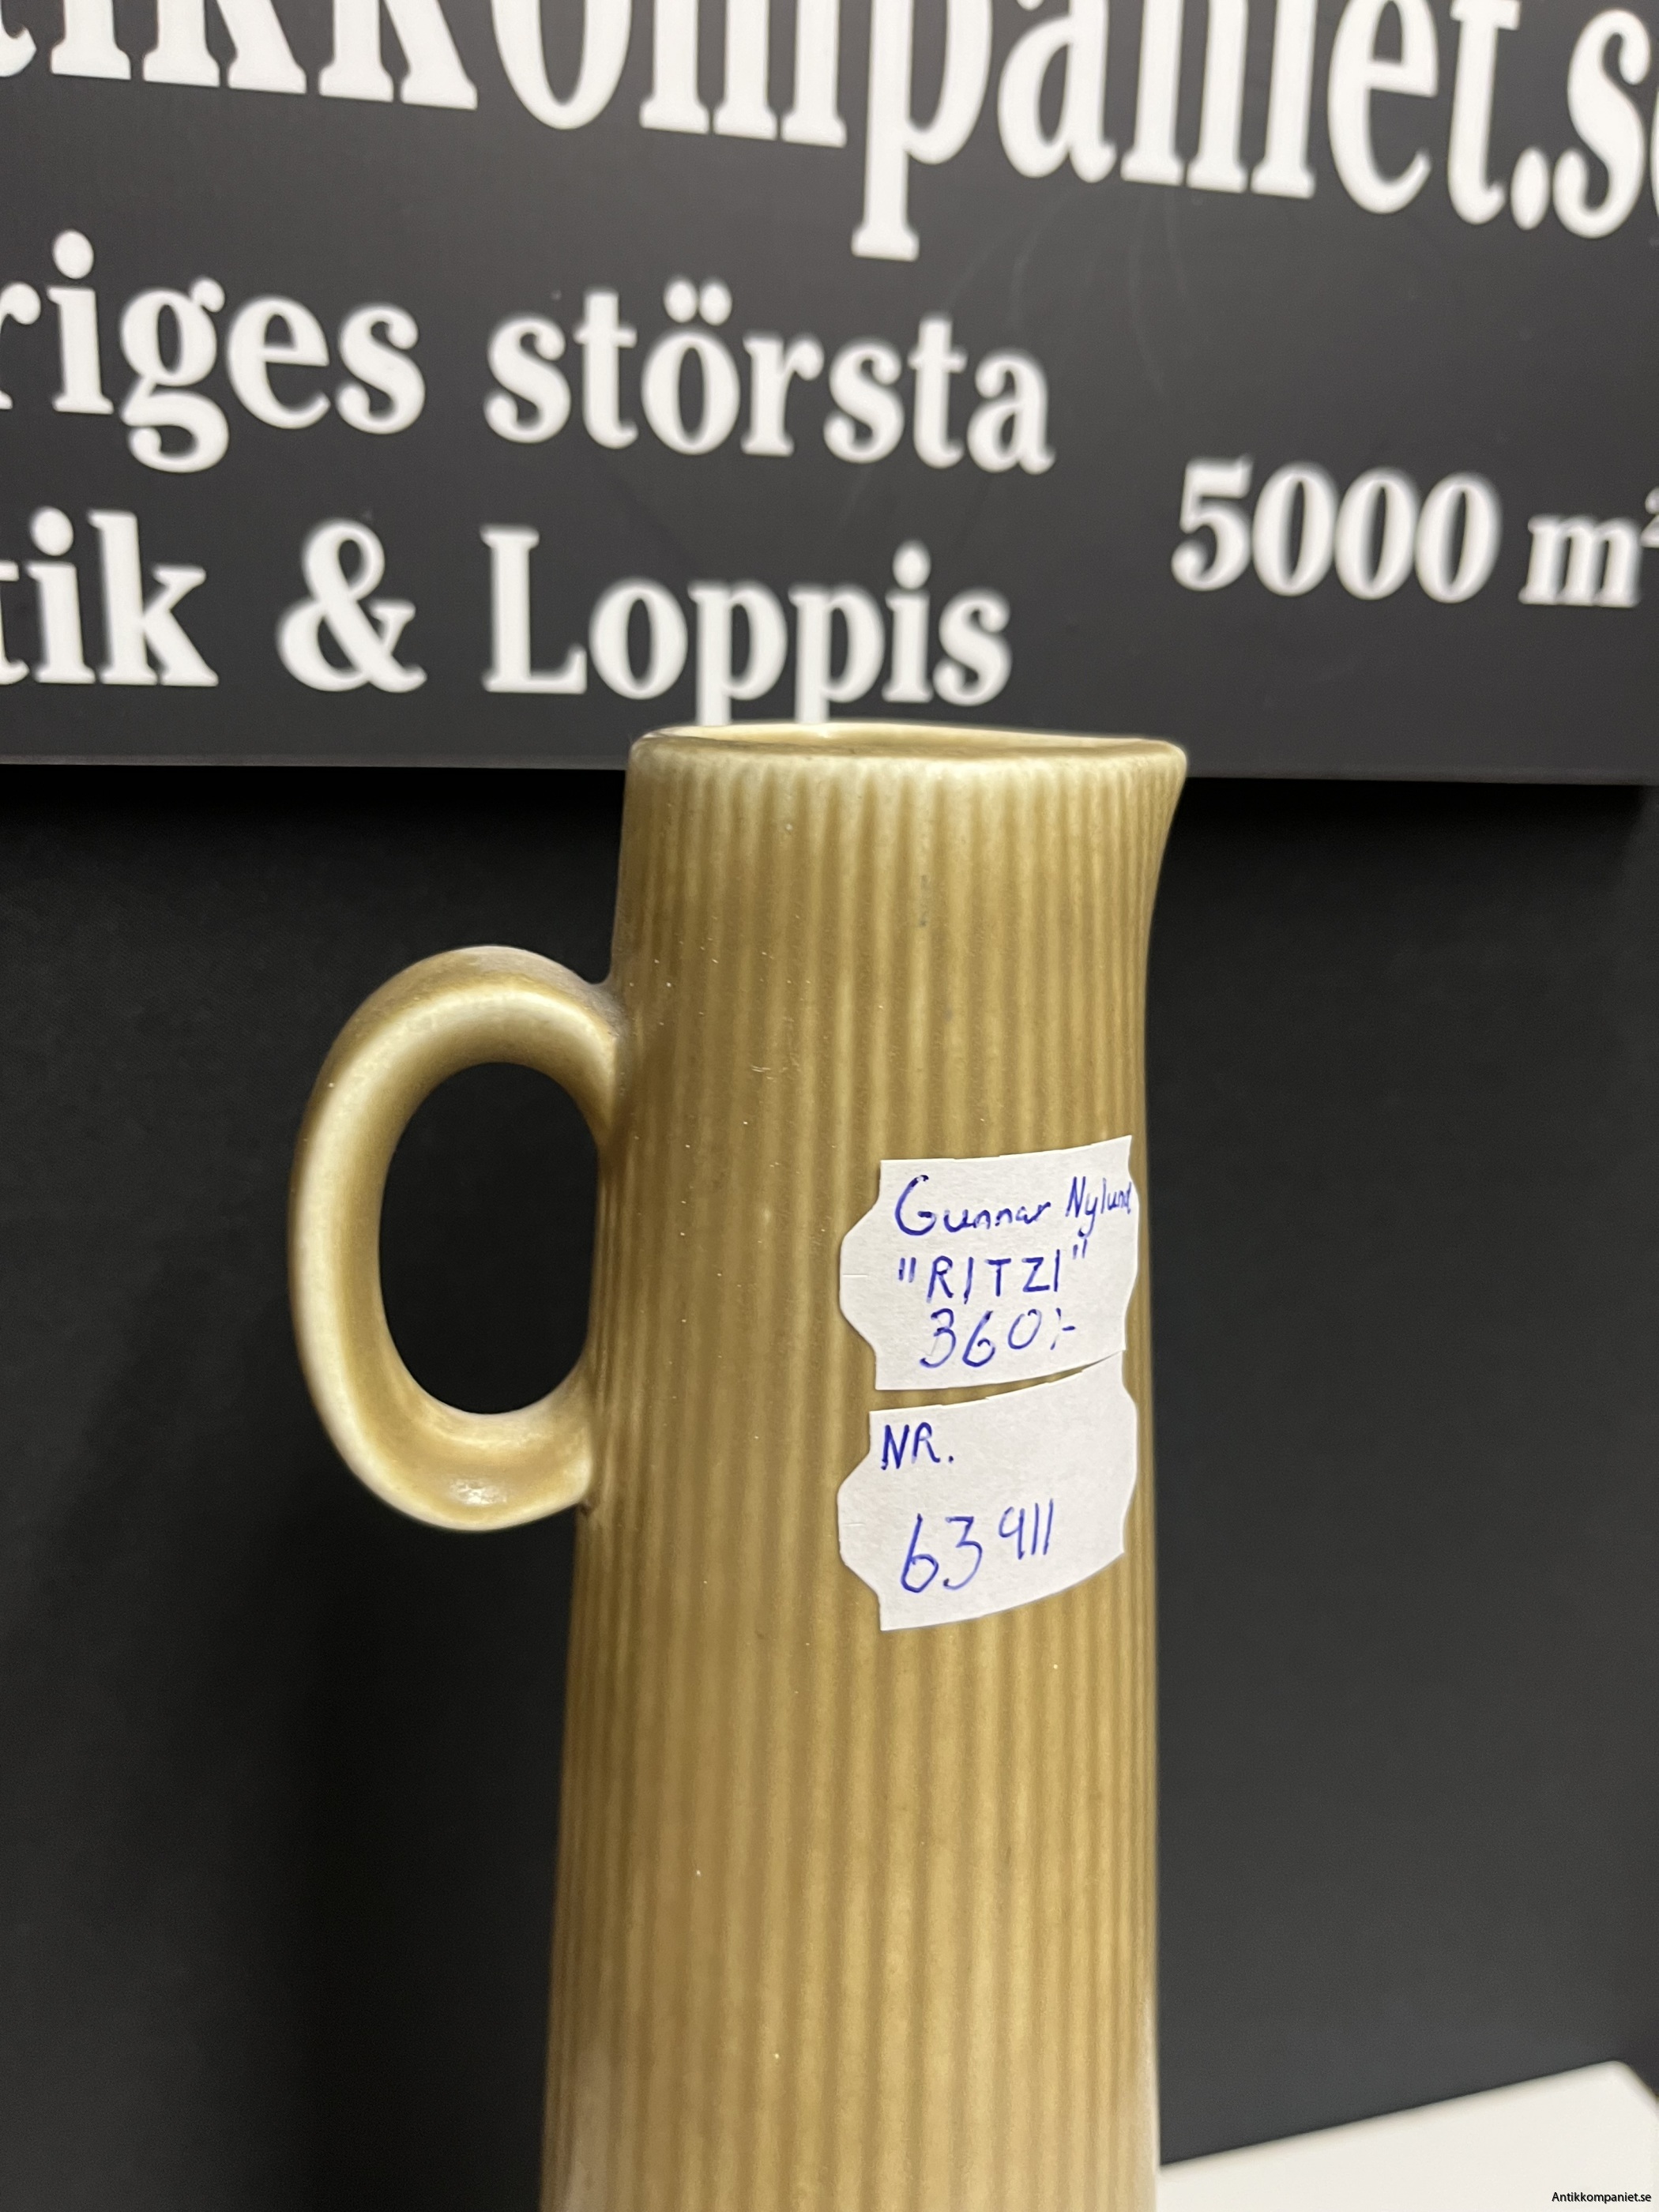 ikkompaniet.se
riges största
tik & Loppis
5000 m²
Gunnar Nylund
"RITZI"
360:-
NR.
63911
Antikkompaniet.se